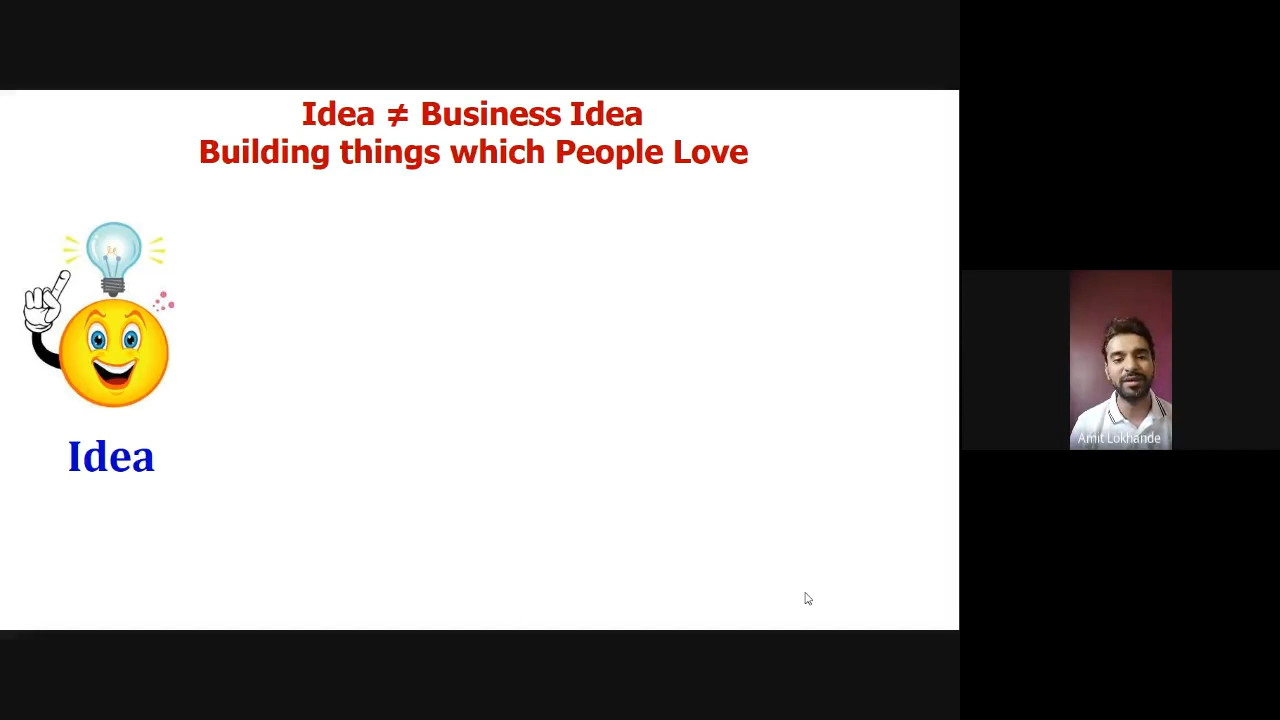 Idea ≠ Business Idea
Building things which People Love
Idea
Amit Lokhande